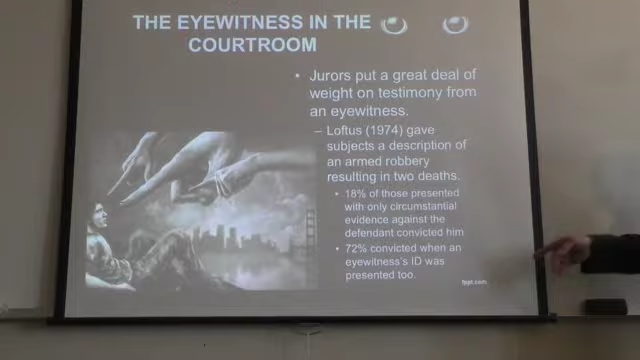 THE EYEWITNESS IN THE
COURTROOM
• Jurors put a great deal of
weight on testimony from
an eyewitness.
– Loftus (1974) gave
subjects a description of
an armed robbery
resulting in two deaths.
• 18% of those presented
with only circumstantial
evidence against the
defendant convicted him
• 72% convicted when an
eyewitness's ID was
presented too.
fppt.com